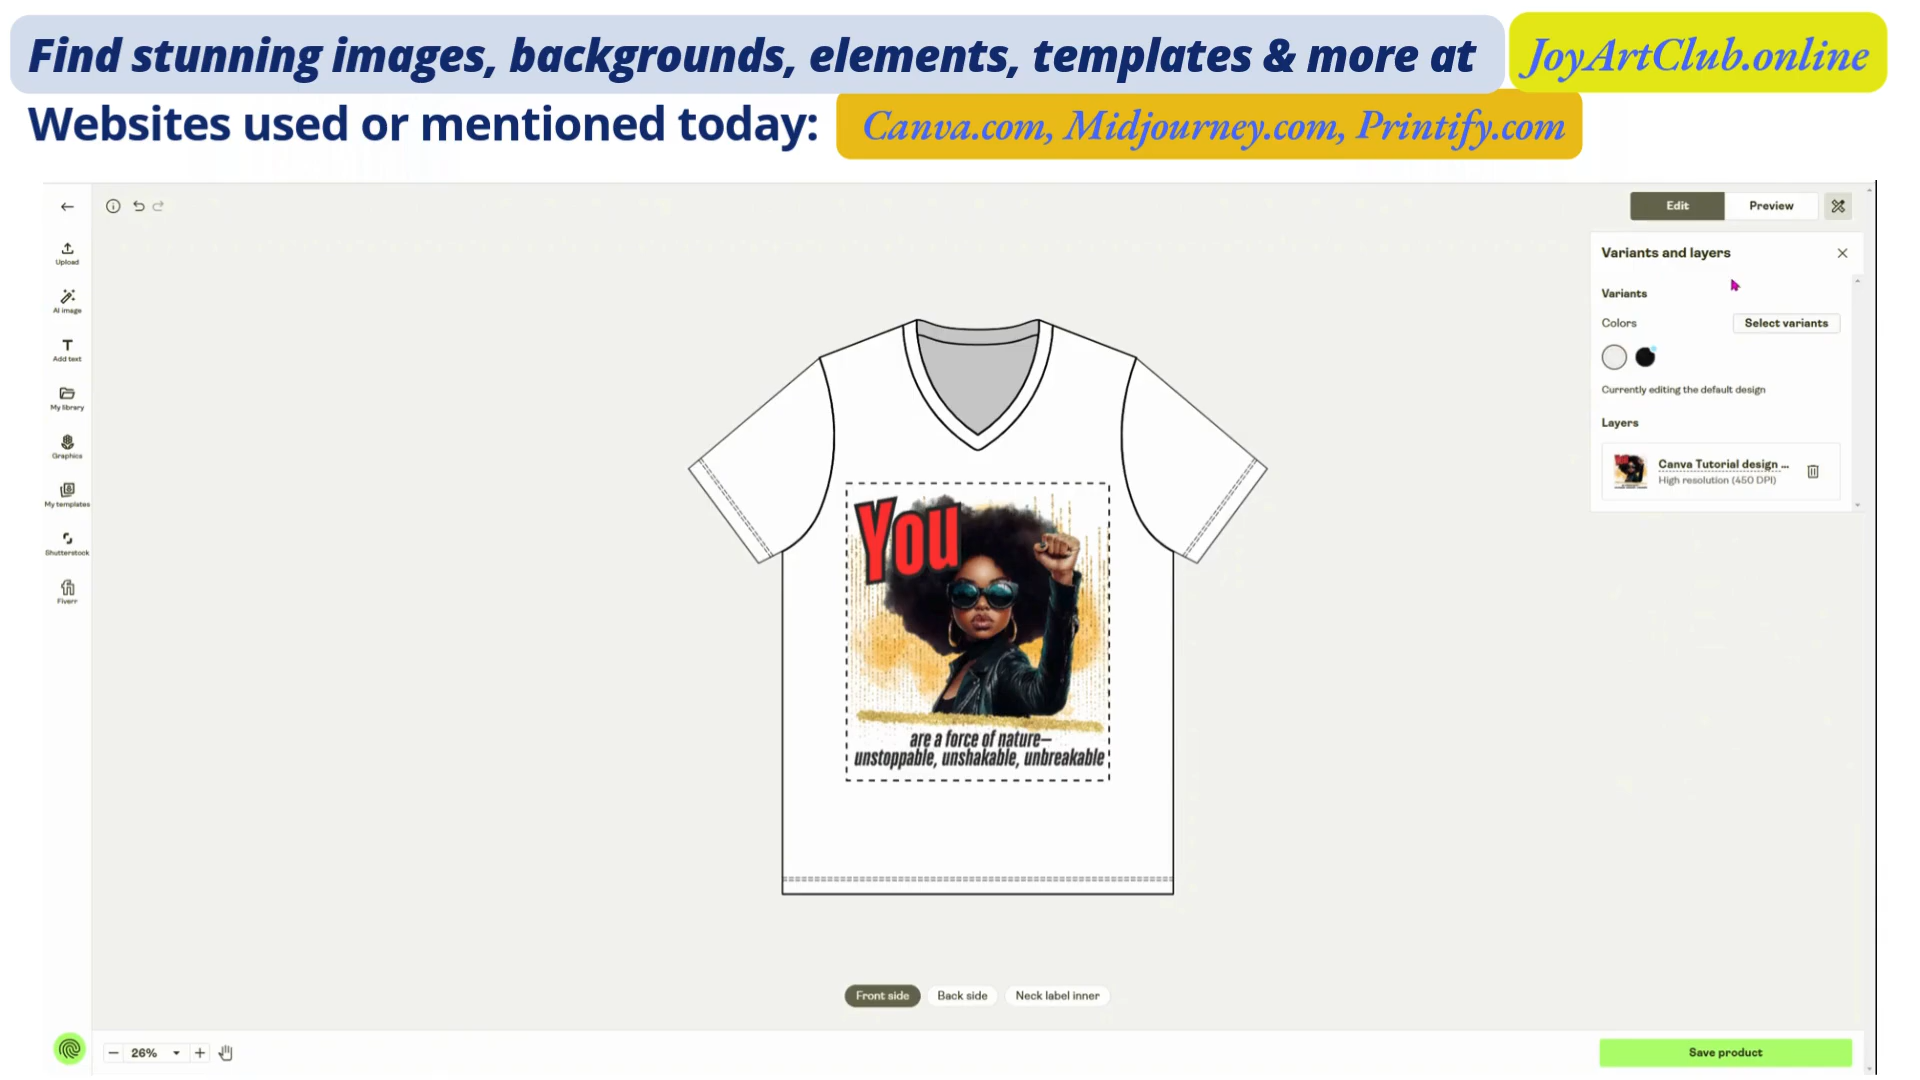 Find stunning images, backgrounds, elements, templates & more at JoyArtClub.online
Websites used or mentioned today: Canva.com, Midjourney.com, Printify.com
Edit
Preview
Upload
AI image
Add text
My library
Graphics
My templates
Shutterstock
Fiverr
Variants and layers
Variants
Colors
Select variants
Currently editing the default design
Layers
Canva Tutorial design ...
High resolution (450 DPI)
You
are a force of nature—
unstoppable, unshakable, unbreakable
Front side
Back side
Neck label inner
26%
Save product